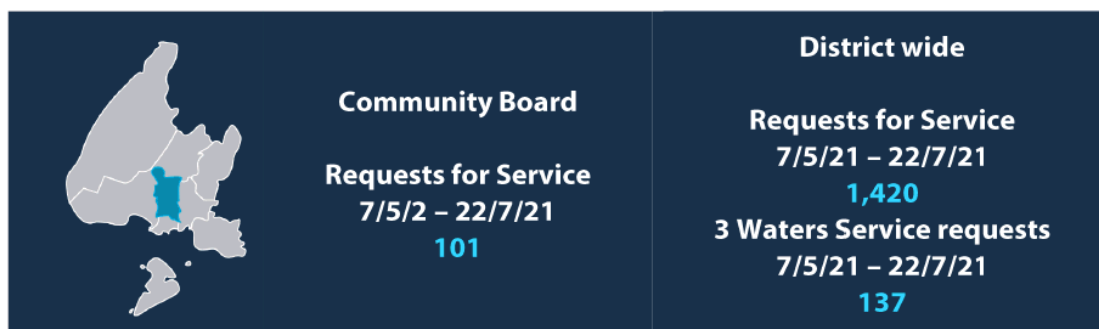 Community Board
Requests for Service
7/5/2 – 22/7/21
101
District wide
Requests for Service
7/5/21 – 22/7/21
1,420
3 Waters Service requests
7/5/21 – 22/7/21
137